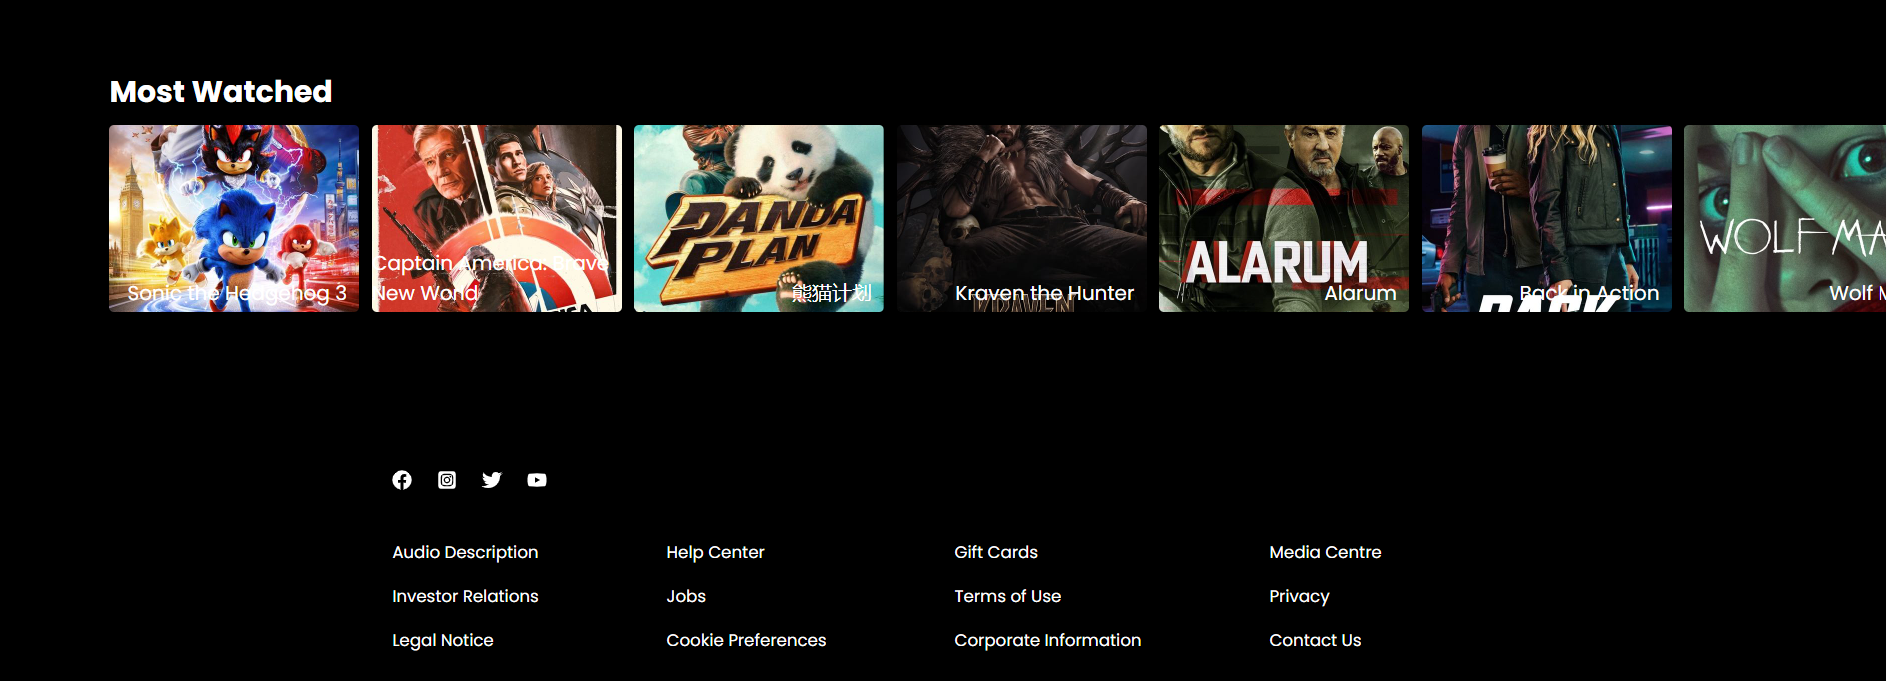 Most Watched
Sonic the Hedgehog 3
Captain America: Brave
New World
PANDA
PLAN
熊猫计划
Kraven the Hunter
KRAVEN
ALARUM
Alarum
Back in Action
BACK
WOLF MA
Wolf M
Audio Description
Help Center
Gift Cards
Media Centre
Investor Relations
Jobs
Terms of Use
Privacy
Legal Notice
Cookie Preferences
Corporate Information
Contact Us